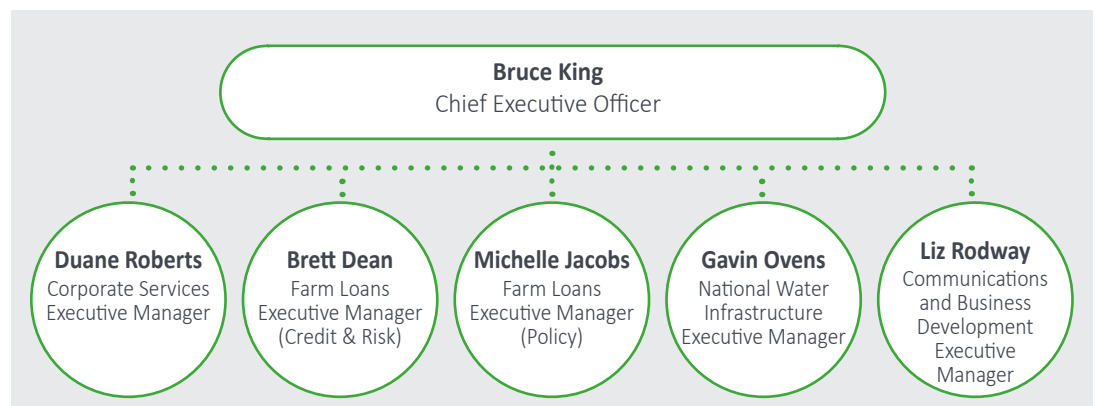 Bruce King
Chief Executive Officer
Duane Roberts
Corporate Services
Executive Manager
Brett Dean
Farm Loans
Executive Manager
(Credit & Risk)
Michelle Jacobs
Farm Loans
Executive Manager
(Policy)
Gavin Ovens
National Water
Infrastructure
Executive Manager
Liz Rodway
Communications
and Business
Development
Executive
Manager